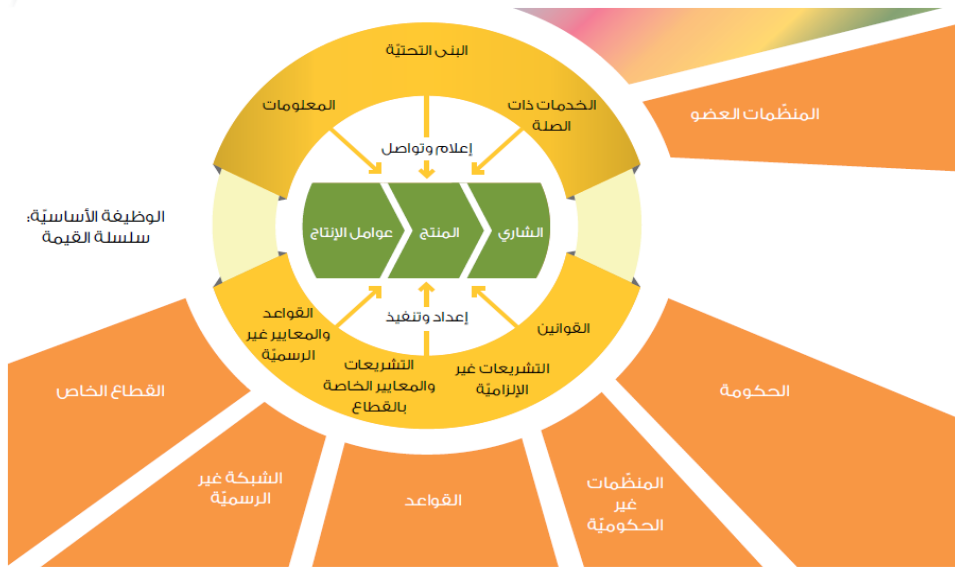 البنى التحتيّة
الخدمات ذات
الصلة
المعلومات
المنظّمات العضو
إعلام وتواصل
الوظيفة الأساسيّة:
سلسلة القيمة
الشاري
المنتج
عوامل الإنتاج
إعداد وتنفيذ
القوانين
التشريعات غير
الإلزاميّة
التشريعات
والمعايير الخاصة
بالقطاع
القواعد
والمعايير غير
الرسميّة
الحكومة
المنظّمات
غير
الحكوميّة
القواعد
الشبكة غير
الرسميّة
القطاع الخاص